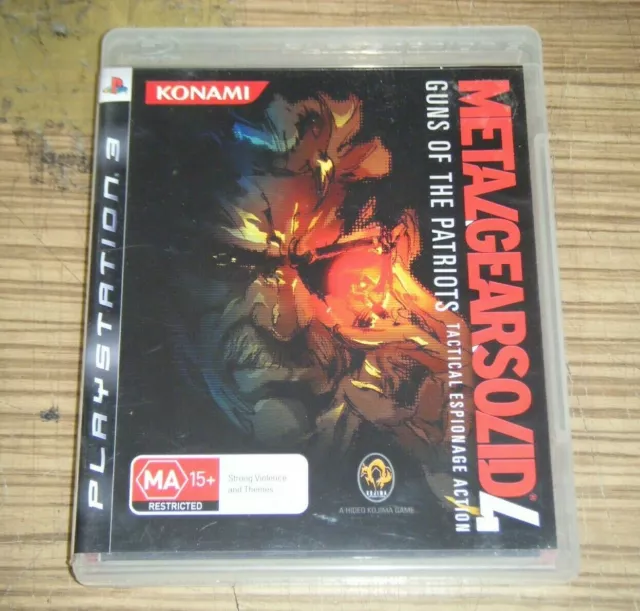 PLAYSTATION 3
KONAMI
METAL GEAR SOLID® 4
GUNS OF THE PATRIOTS
TACTICAL ESPIONAGE ACTION
MA 15+
RESTRICTED
Strong Violence
and Themes
KOJIMA
A HIDEO KOJIMA GAME